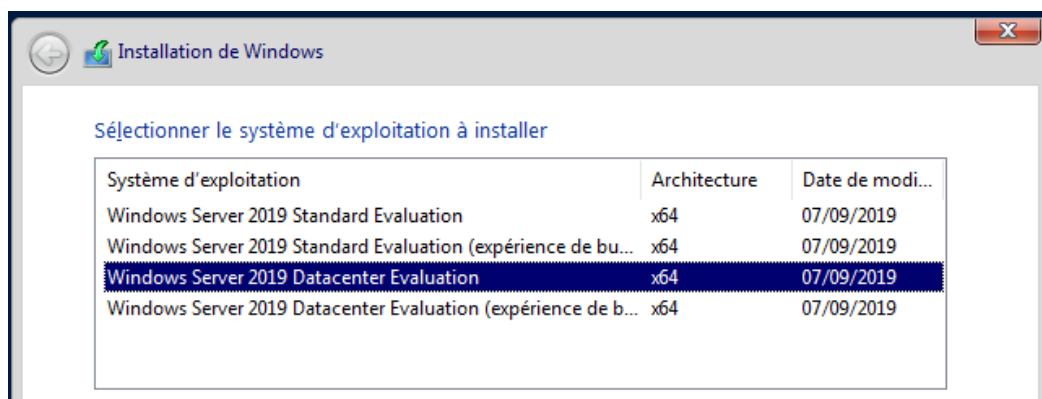 Installation de Windows
Sélectionner le système d'exploitation à installer
Système d'exploitation Architecture Date de modi...
Windows Server 2019 Standard Evaluation x64 07/09/2019
Windows Server 2019 Standard Evaluation (expérience de bu... x64 07/09/2019
Windows Server 2019 Datacenter Evaluation x64 07/09/2019
Windows Server 2019 Datacenter Evaluation (expérience de b... x64 07/09/2019